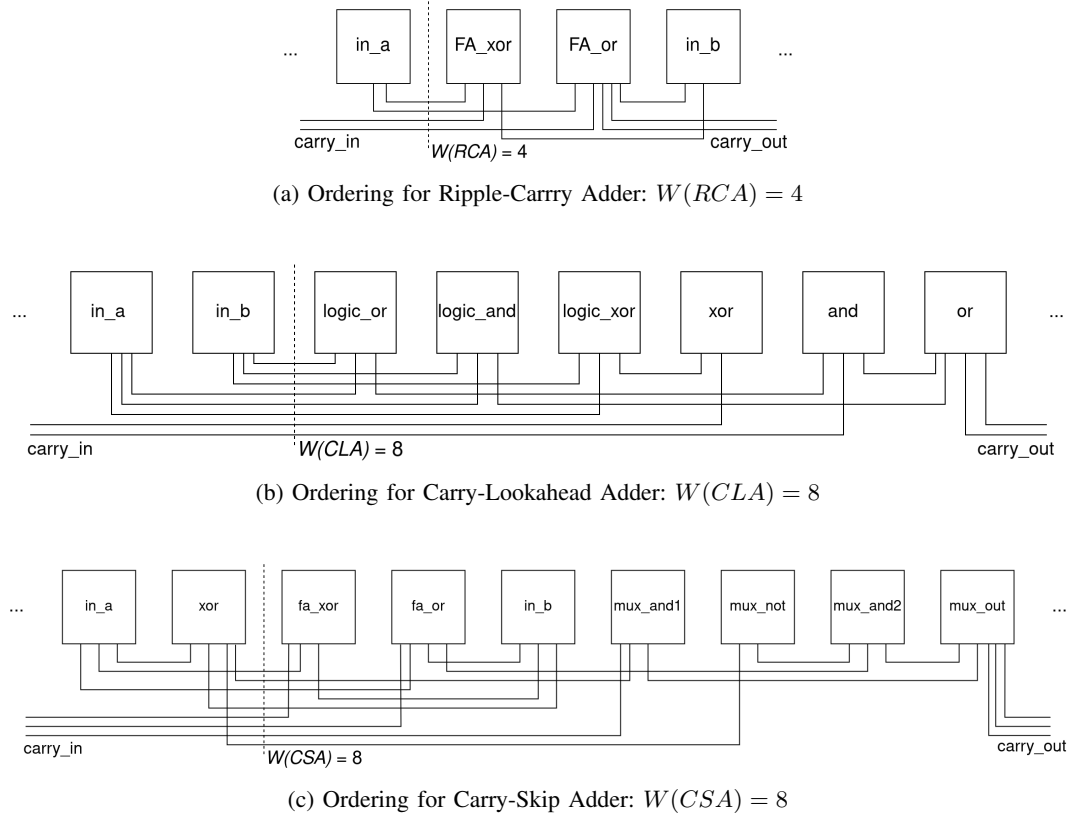 ... in_a FA_xor FA_or in_b ...
carry_in carry_out
W(RCA) = 4
(a) Ordering for Ripple-Carrry Adder: W(RCA) = 4
... in_a in_b logic_or logic_and logic_xor xor and or ...
carry_in W(CLA) = 8 carry_out
(b) Ordering for Carry-Lookahead Adder: W(CLA) = 8
... in_a xor fa_xor fa_or in_b mux_and1 mux_not mux_and2 mux_out ...
carry_in carry_out
W(CSA) = 8
(c) Ordering for Carry-Skip Adder: W(CSA) = 8